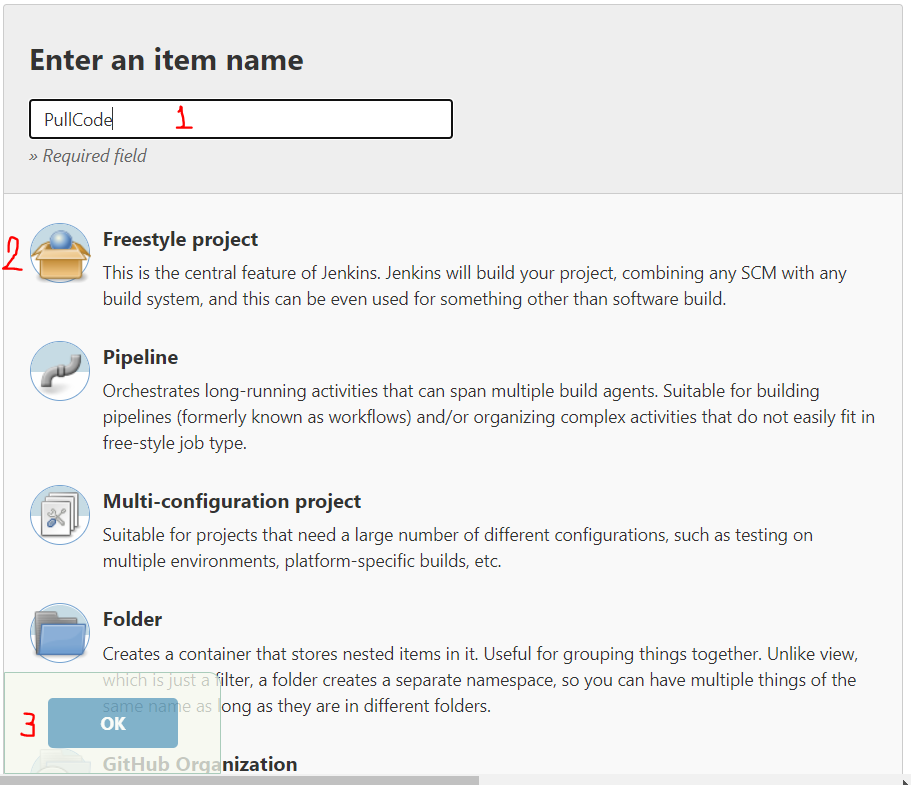 Enter an item name
PullCode 1
» Required field
2 Freestyle project
This is the central feature of Jenkins. Jenkins will build your project, combining any SCM with any
build system, and this can be even used for something other than software build.
Pipeline
Orchestrates long-running activities that can span multiple build agents. Suitable for building
pipelines (formerly known as workflows) and/or organizing complex activities that do not easily fit in
free-style job type.
Multi-configuration project
Suitable for projects that need a large number of different configurations, such as testing on
multiple environments, platform-specific builds, etc.
Folder
Creates a container that stores nested items in it. Useful for grouping things together. Unlike view,
which is just a filter, a folder creates a separate namespace, so you can have multiple things of the
same name as long as they are in different folders.
3 OK
GitHub Organization